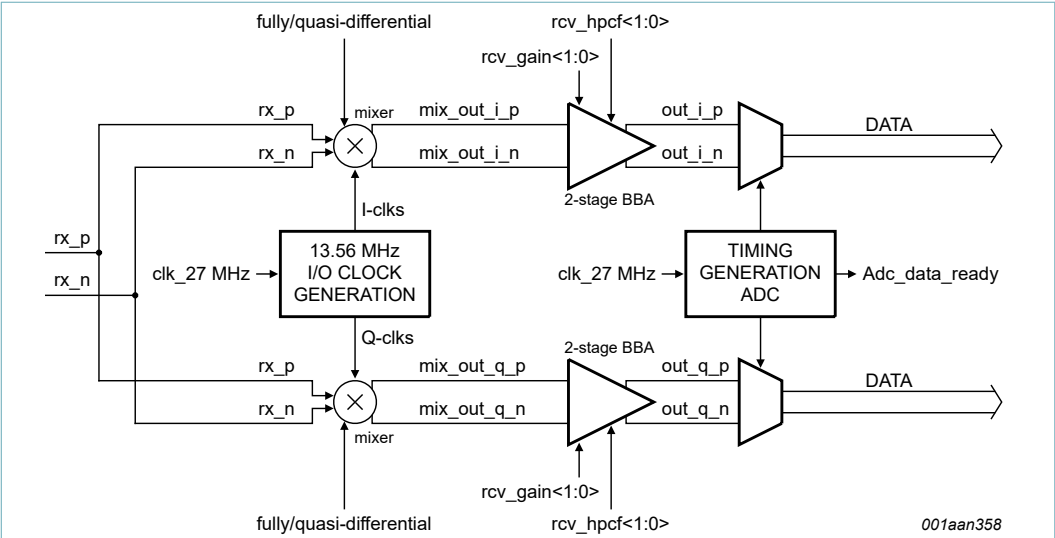 fully/quasi-differential
rcv_hpcf<1:0>
rcv_gain<1:0>
rx_p
mixer
mix_out_i_p
out_i_p
DATA
rx_n
mix_out_i_n
out_i_n
2-stage BBA
I-clks
rx_p
rx_n
clk_27 MHz
13.56 MHz
I/O CLOCK
GENERATION
clk_27 MHz
TIMING
GENERATION
ADC
Adc_data_ready
Q-clks
2-stage BBA
rx_p
mix_out_q_p
out_q_p
DATA
rx_n
mix_out_q_n
out_q_n
mixer
rcv_gain<1:0>
fully/quasi-differential
rcv_hpcf<1:0>
001aan358